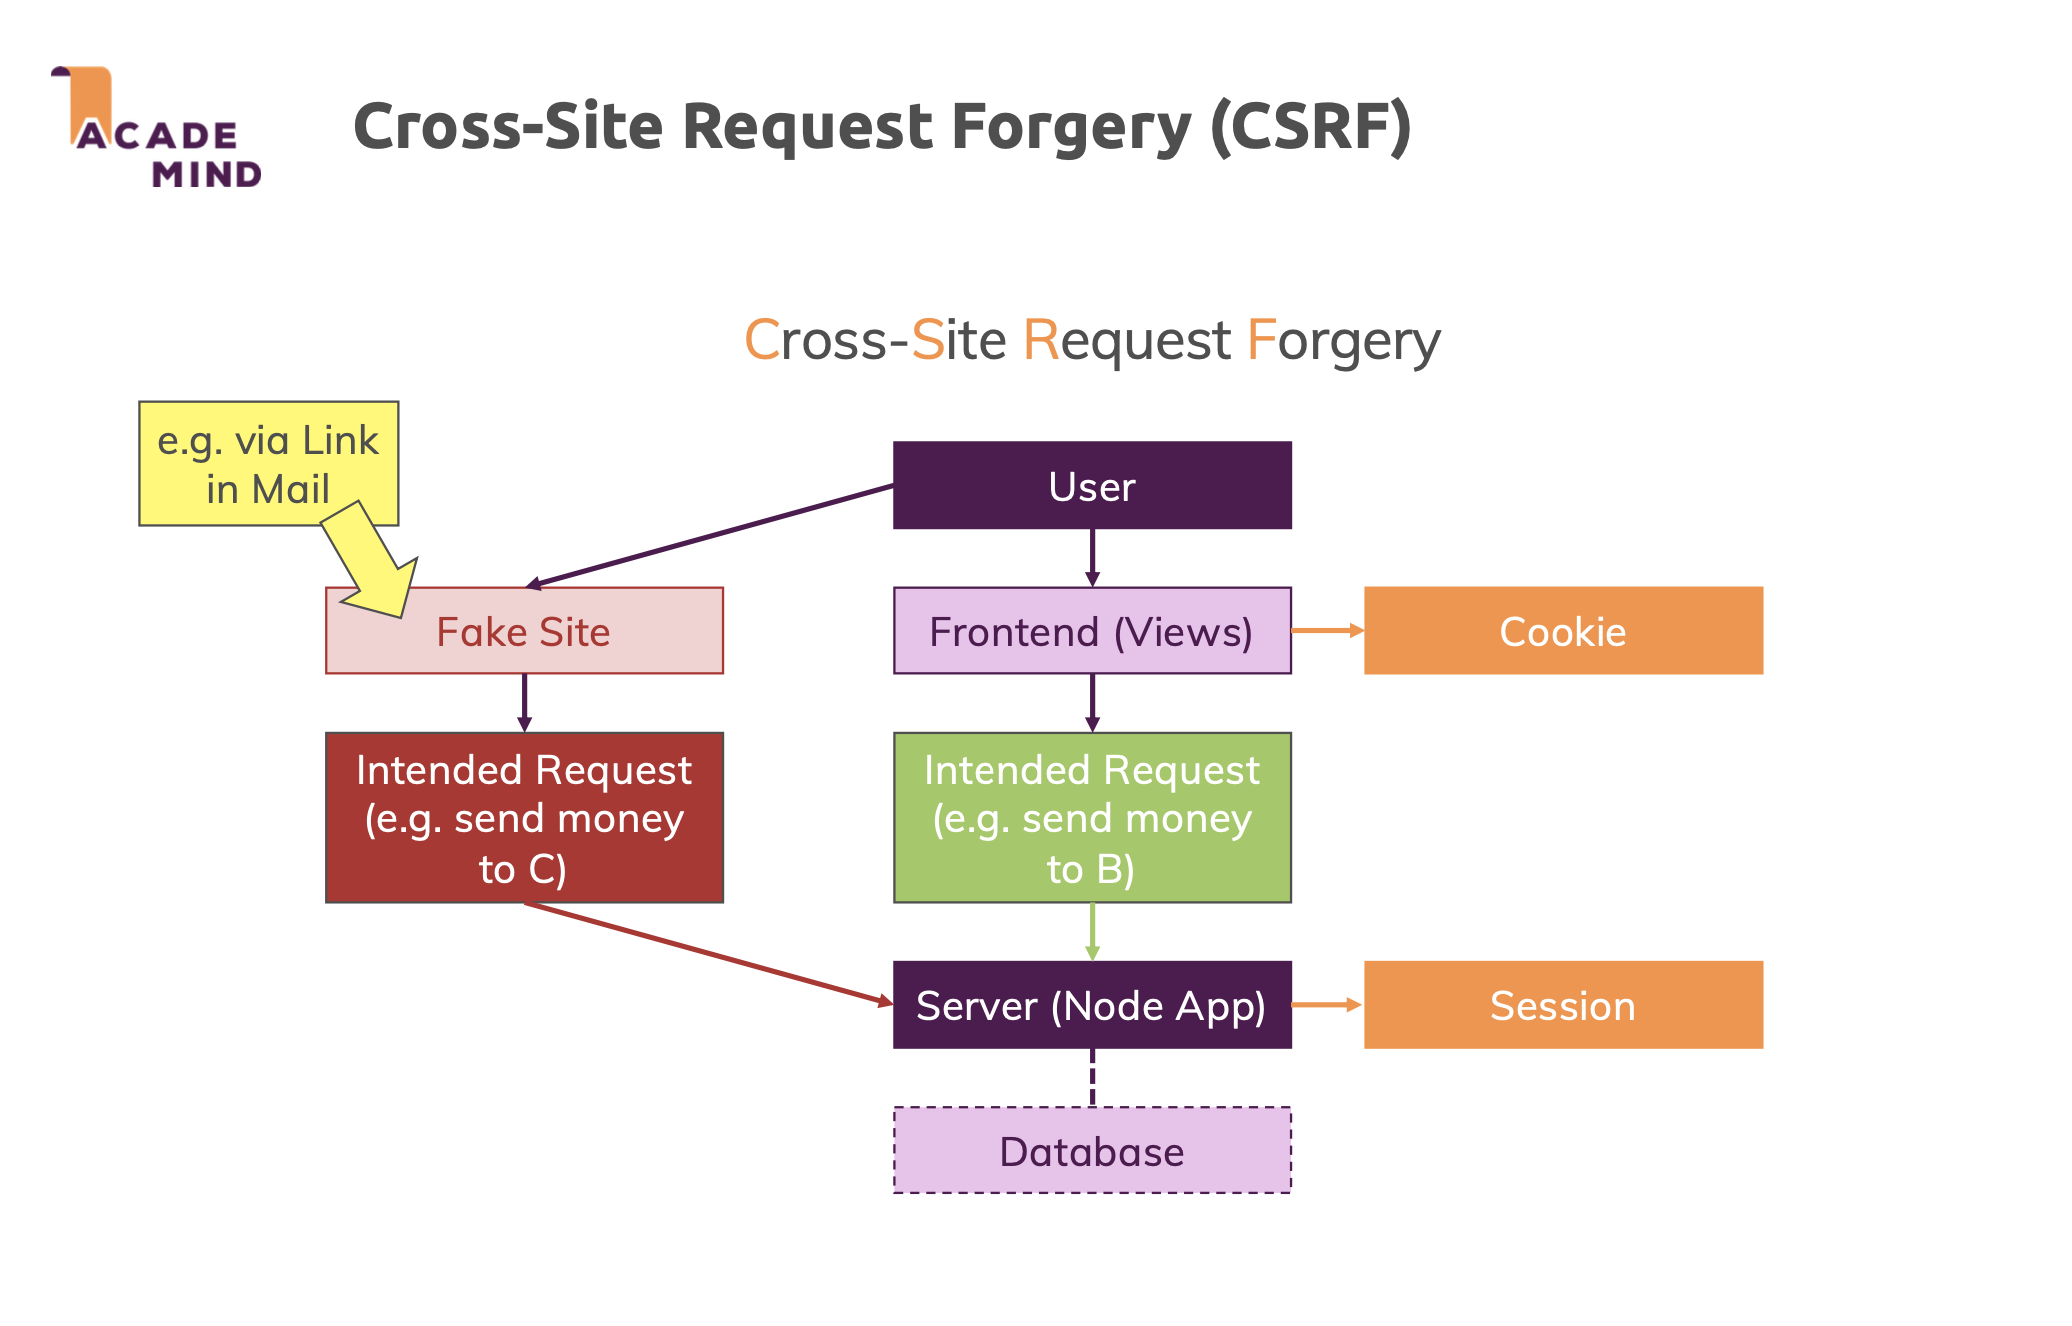 ACADE
MIND
Cross-Site Request Forgery (CSRF)
Cross-Site Request Forgery
e.g. via Link
in Mail
User
Fake Site
Frontend (Views)
Cookie
Intended Request
(e.g. send money
to C)
Intended Request
(e.g. send money
to B)
Server (Node App)
Session
Database